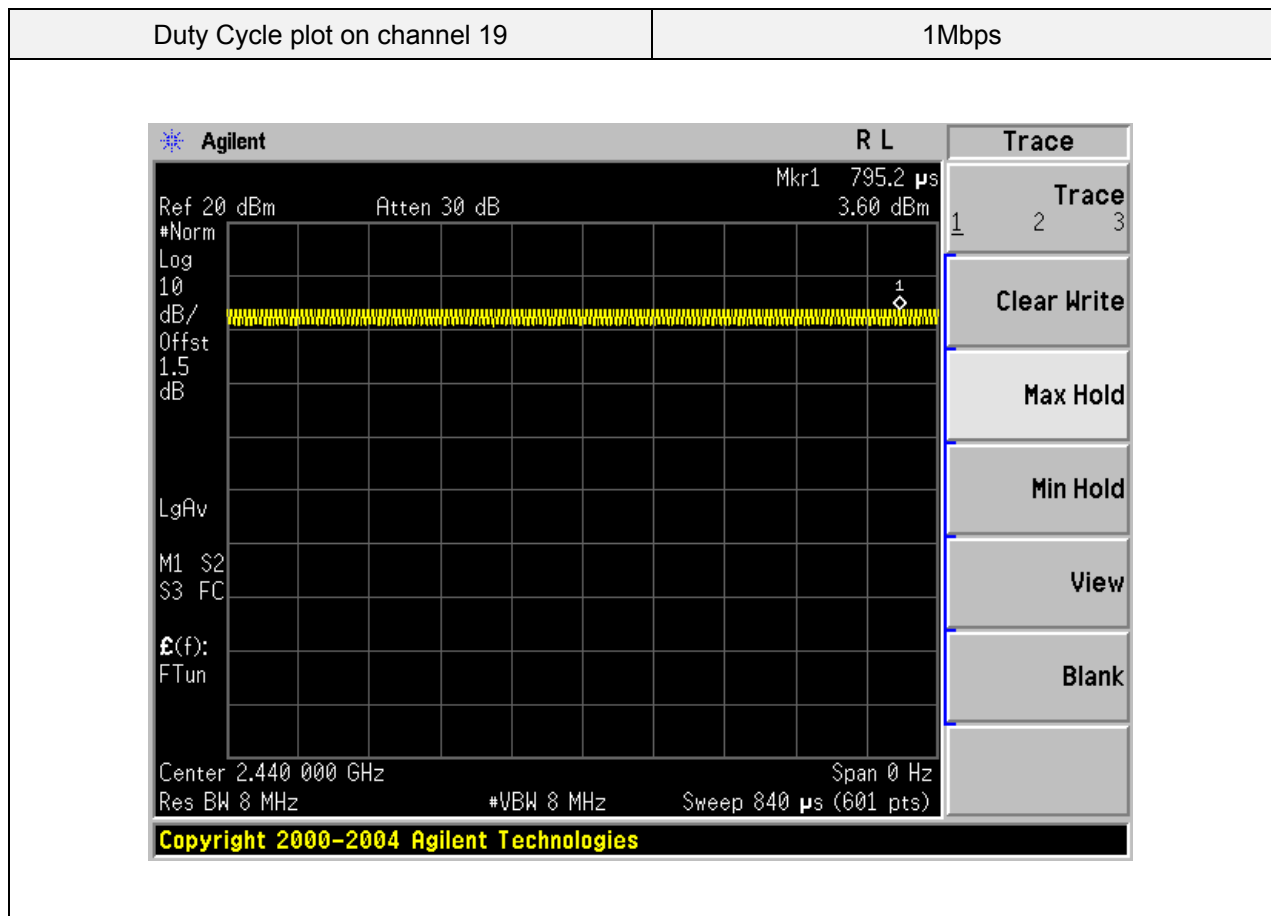 Duty Cycle plot on channel 19 1Mbps
Agilent R L Trace
Mkr1 795.2 µs
Ref 20 dBm Atten 30 dB 3.60 dBm
Trace
1 2 3
#Norm
Log
10
dB/
Offst
1.5
dB
1
Clear Write
Max Hold
Min Hold
LgAv
M1 S2
S3 FC
View
£(f):
FTun
Blank
Center 2.440 000 GHz Span 0 Hz
Res BW 8 MHz #VBW 8 MHz Sweep 840 µs (601 pts)
Copyright 2000-2004 Agilent Technologies